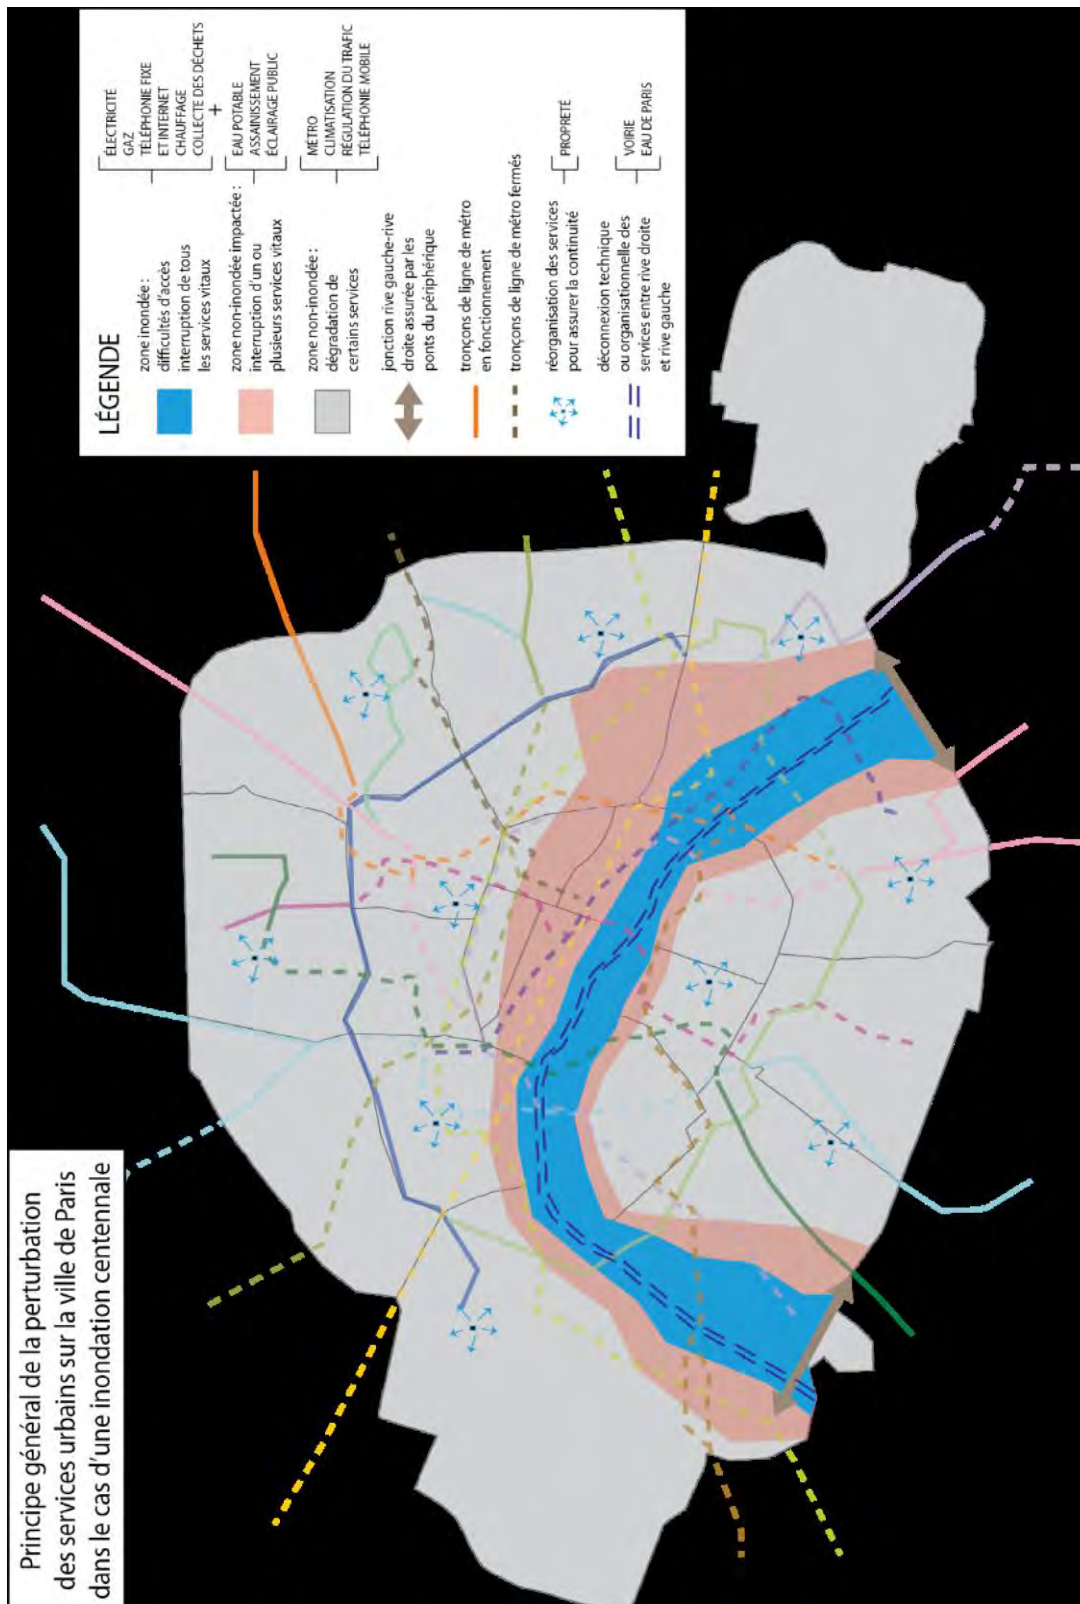 Principe général de la perturbation
des services urbains sur la ville de Paris
dans le cas d'une inondation centennale
LÉGENDE
zone inondée :
difficultés d'accès
interruption de tous
les services vitaux
ÉLECTRICITÉ
GAZ
TÉLÉPHONIE FIXE
ET INTERNET
CHAUFFAGE
COLLECTE DES DÉCHETS
+
zone non-inondée impactée :
interruption d'un ou
plusieurs services vitaux
EAU POTABLE
ASSAINISSEMENT
ÉCLAIRAGE PUBLIC
zone non-inondée :
dégradation de
certains services
MÉTRO
CLIMATISATION
RÉGULATION DU TRAFIC
TÉLÉPHONIE MOBILE
jonction rive gauche-rive
droite assurée par les
ponts du périphérique
tronçons de ligne de métro
en fonctionnement
tronçons de ligne de métro fermés
réorganisation des services
pour assurer la continuité
PROPRETÉ
déconnexion technique
ou organisationnelle des
services entre rive droite
et rive gauche
VOIRIE
EAU DE PARIS